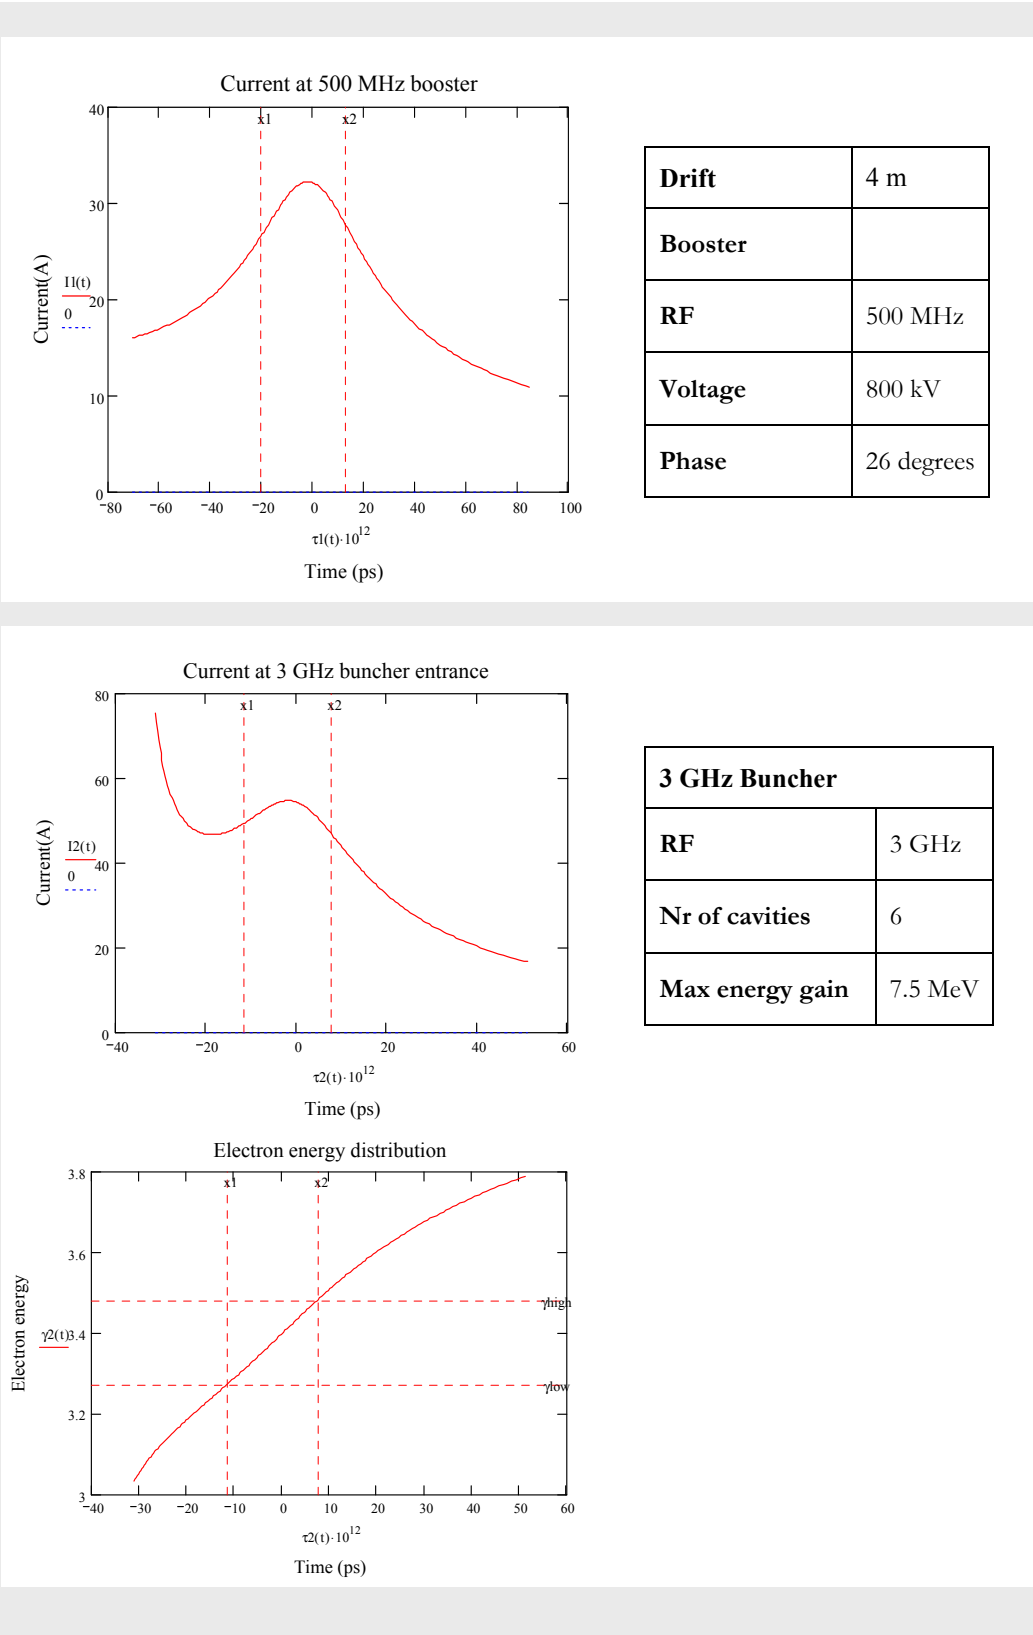 Current at 500 MHz booster
40
30
20
10
0
x1
x2
Current(A)
I1(t)
0
−80 −60 −40 −20 0 20 40 60 80 100
τ1(t)·10¹²
Time (ps)
Drift 4 m
Booster
RF 500 MHz
Voltage 800 kV
Phase 26 degrees
Current at 3 GHz buncher entrance
80
60
40
20
0
x1
x2
Current(A)
I2(t)
0
−40 −20 0 20 40 60
τ2(t)·10¹²
Time (ps)
3 GHz Buncher
RF 3 GHz
Nr of cavities 6
Max energy gain 7.5 MeV
Electron energy distribution
3.8
3.6
3.4
3.2
3
x1
x2
γhigh
γlow
Electron energy
γ2(t)
−40 −30 −20 −10 0 10 20 30 40 50 60
τ2(t)·10¹²
Time (ps)